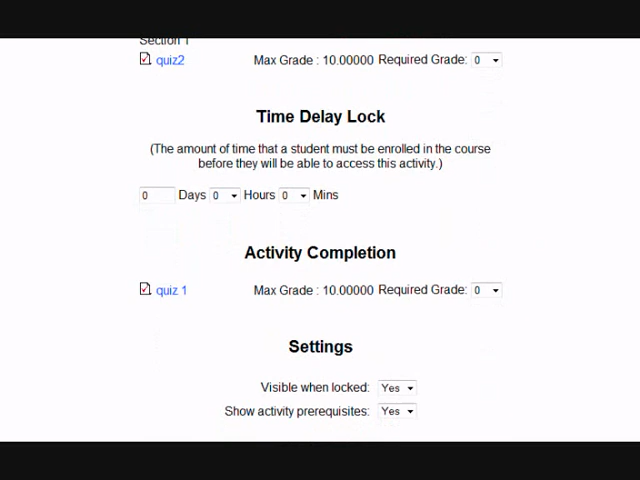 Section 1
quiz2 Max Grade : 10.00000 Required Grade: 0
Time Delay Lock
(The amount of time that a student must be enrolled in the course
before they will be able to access this activity.)
0 Days 0 Hours 0 Mins
Activity Completion
quiz 1 Max Grade : 10.00000 Required Grade: 0
Settings
Visible when locked: Yes
Show activity prerequisites: Yes